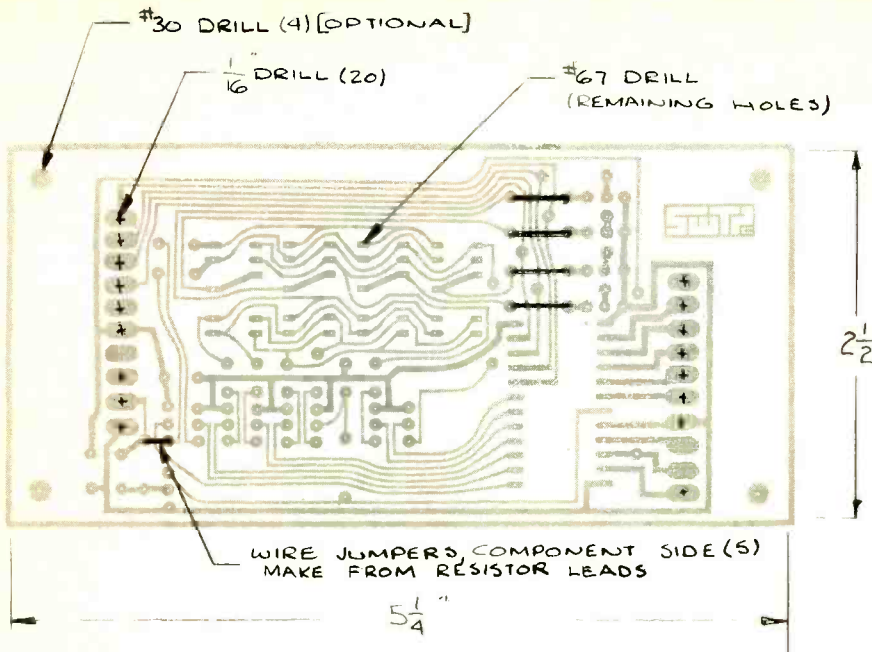 #30 DRILL (4) [OPTIONAL]
1/16" DRILL (20)
#67 DRILL
(REMAINING HOLES)
SWTPC
2 1/2
WIRE JUMPERS, COMPONENT SIDE (5)
MAKE FROM RESISTOR LEADS
5 1/4"